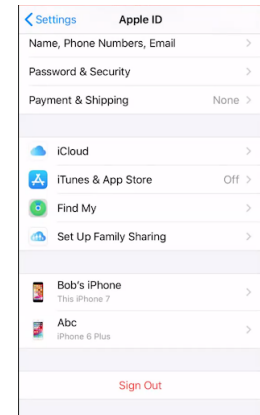 Settings
Apple ID
Name, Phone Numbers, Email
Password & Security
Payment & Shipping None
iCloud
iTunes & App Store Off
Find My
Set Up Family Sharing
Bob's iPhone
This iPhone 7
Abc
iPhone 6 Plus
Sign Out